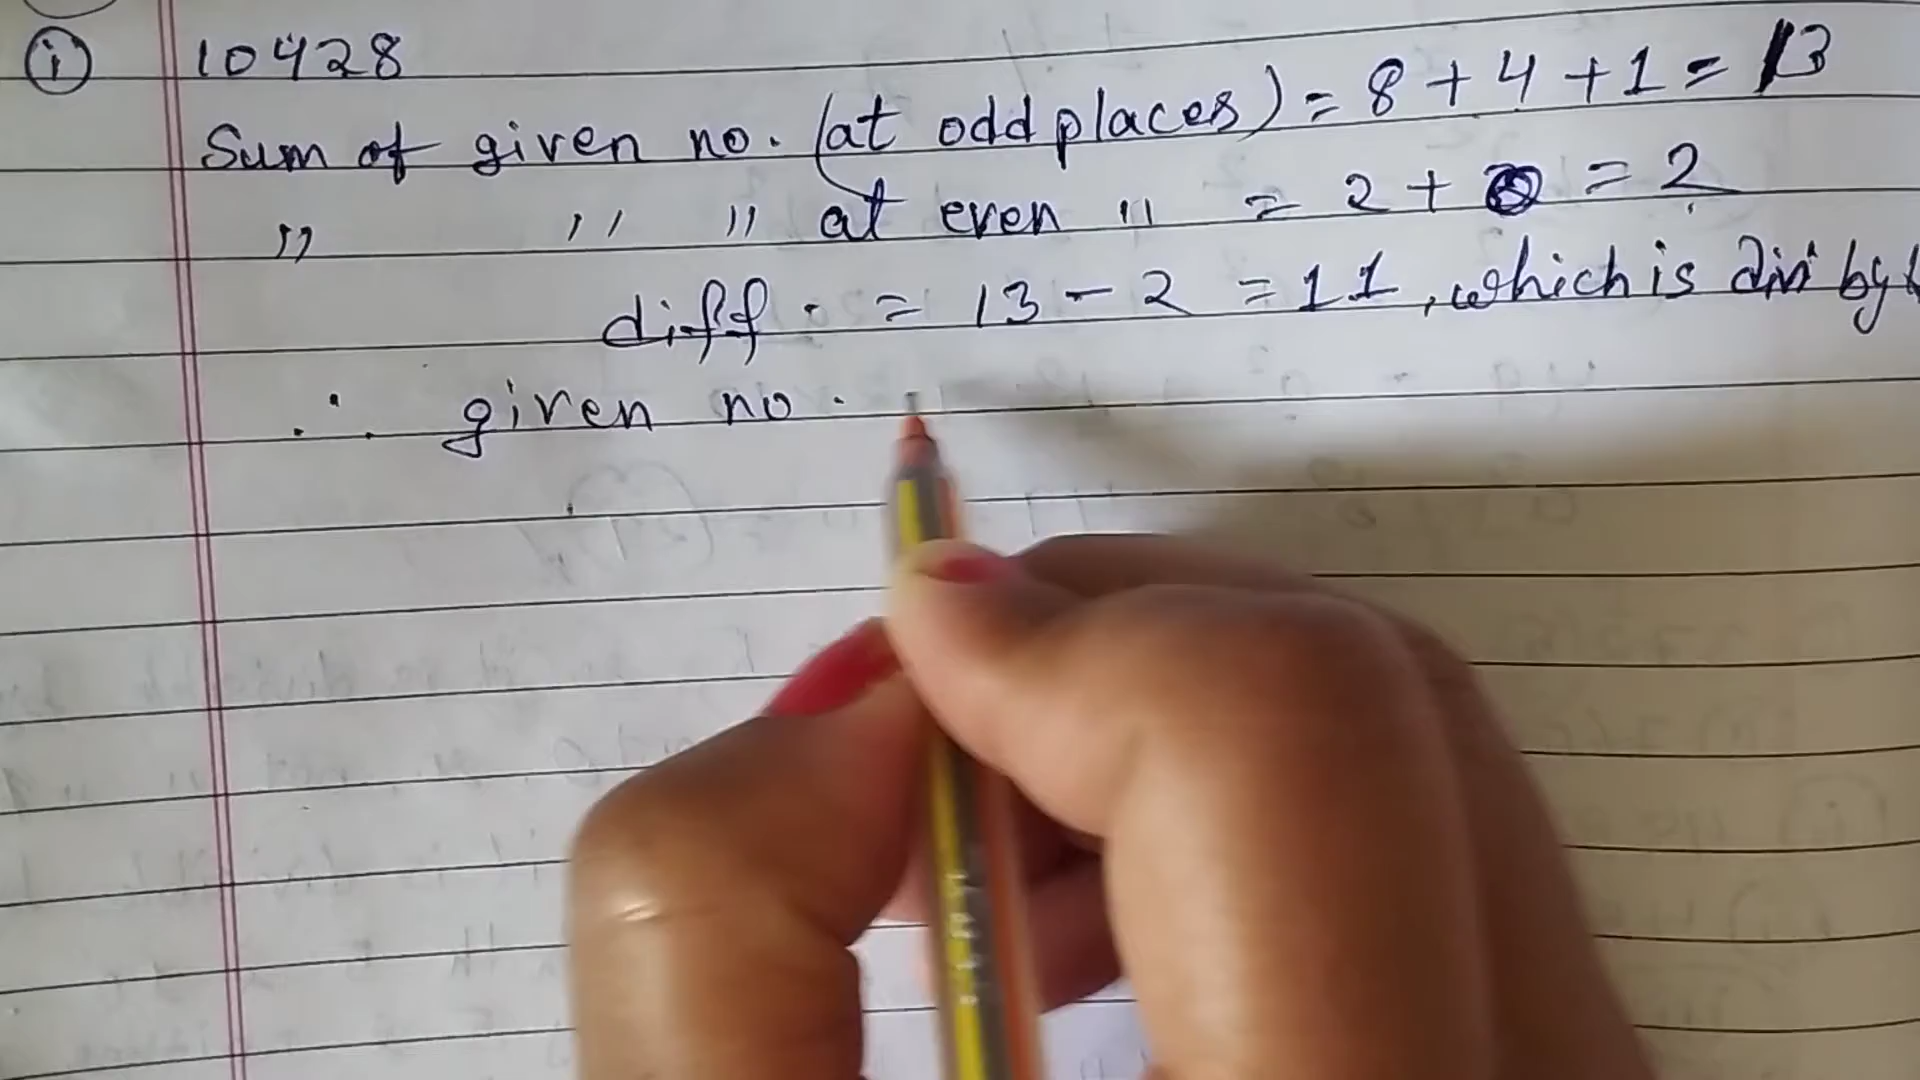 i 10428
Sum of given no. (at odd places) = 8 + 4 + 1 = 13
,, ,, ,, at even ,, = 2 + 0 = 2
diff. = 13 - 2 = 11, which is divi by
∴ given no.